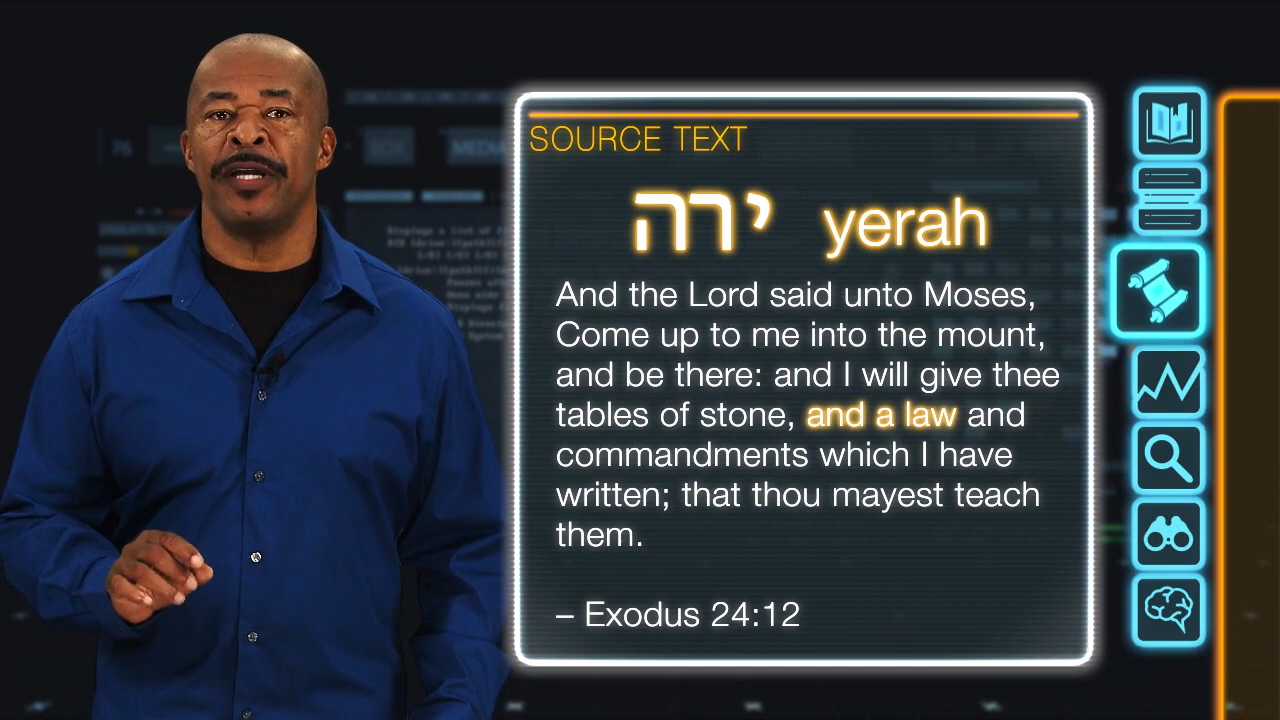 SOURCE TEXT
ירה yerah
And the Lord said unto Moses,
Come up to me into the mount,
and be there: and I will give thee
tables of stone, and a law and
commandments which I have
written; that thou mayest teach
them.
– Exodus 24:12